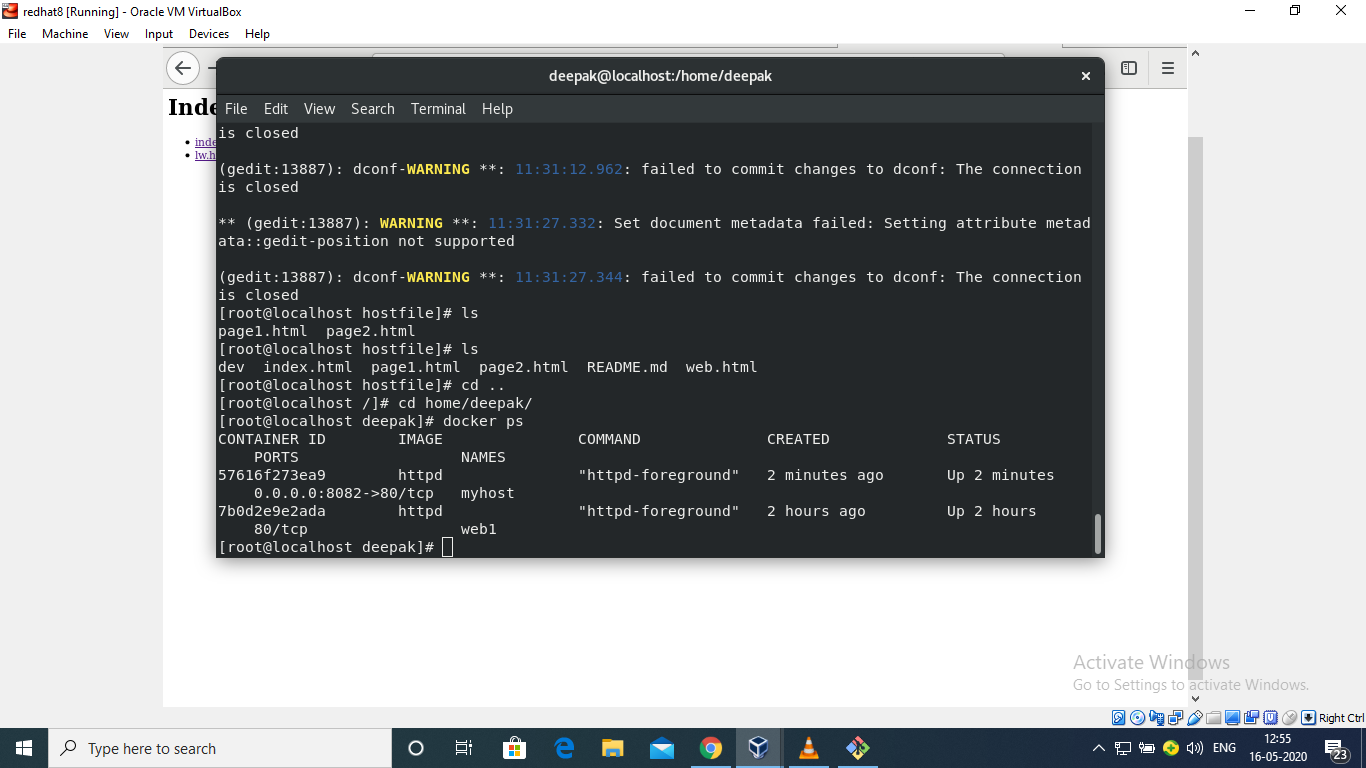 redhat8 [Running] - Oracle VM VirtualBox
File Machine View Input Devices Help
deepak@localhost:/home/deepak
File Edit View Search Terminal Help
is closed
(gedit:13887): dconf-WARNING **: 11:31:12.962: failed to commit changes to dconf: The connection
is closed
** (gedit:13887): WARNING **: 11:31:27.332: Set document metadata failed: Setting attribute metad
ata::gedit-position not supported
(gedit:13887): dconf-WARNING **: 11:31:27.344: failed to commit changes to dconf: The connection
is closed
[root@localhost hostfile]# ls
page1.html  page2.html
[root@localhost hostfile]# ls
dev  index.html  page1.html  page2.html  README.md  web.html
[root@localhost hostfile]# cd ..
[root@localhost /]# cd home/deepak/
[root@localhost deepak]# docker ps
CONTAINER ID        IMAGE               COMMAND              CREATED             STATUS
    PORTS                  NAMES
57616f273ea9        httpd               "httpd-foreground"   2 minutes ago       Up 2 minutes
    0.0.0.0:8082->80/tcp   myhost
7b0d2e9e2ada        httpd               "httpd-foreground"   2 hours ago         Up 2 hours
    80/tcp                 web1
[root@localhost deepak]#
Inde
inde
lw.h
Activate Windows
Go to Settings to activate Windows.
Right Ctrl
Type here to search
ENG
12:55
16-05-2020
23